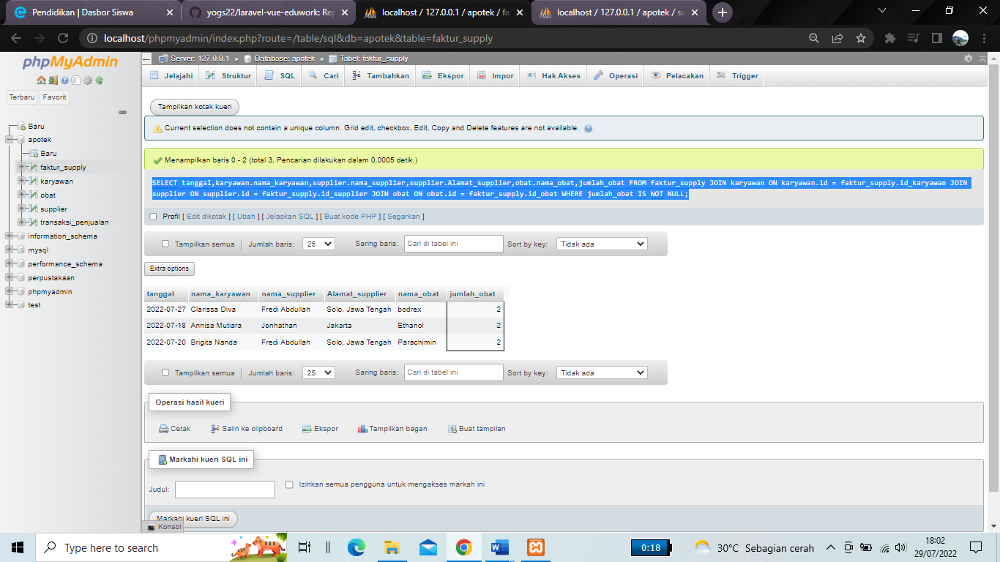 Pendidikan | Dasbor Siswa
yogs22/laravel-vue-eduwork: Rep
localhost / 127.0.0.1 / apotek / fa
localhost / 127.0.0.1 / apotek / su
localhost/phpmyadmin/index.php?route=/table/sql&db=apotek&table=faktur_supply
phpMyAdmin
Terbaru Favorit
Baru
apotek
Baru
faktur_supply
karyawan
obat
supplier
transaksi_penjualan
information_schema
mysql
performance_schema
perpustakaan
phpmyadmin
test
Server: 127.0.0.1 » Database: apotek » Tabel: faktur_supply
Jelajahi Struktur SQL Cari Tambahkan Ekspor Impor Hak Akses Operasi Pelacakan Trigger
Tampilkan kotak kueri
Current selection does not contain a unique column. Grid edit, checkbox, Edit, Copy and Delete features are not available.
Menampilkan baris 0 - 2 (total 3, Pencarian dilakukan dalam 0,0005 detik.)
SELECT tanggal,karyawan.nama_karyawan,supplier.nama_supplier,supplier.Alamat_supplier,obat.nama_obat,jumlah_obat FROM faktur_supply JOIN karyawan ON karyawan.id = faktur_supply.id_karyawan JOIN
supplier ON supplier.id = faktur_supply.id_supplier JOIN obat ON obat.id = faktur_supply.id_obat WHERE jumlah_obat IS NOT NULL;
Profil [ Edit dikotak ] [ Ubah ] [ Jelaskan SQL ] [ Buat kode PHP ] [ Segarkan ]
Tampilkan semua Jumlah baris: 25 Saring baris: Cari di tabel ini Sort by key: Tidak ada
Extra options
tanggal nama_karyawan nama_supplier Alamat_supplier nama_obat jumlah_obat
2022-07-27 Clarissa Diva Fredi Abdullah Solo, Jawa Tengah bodrex 2
2022-07-18 Annisa Mutiara Jonhathan Jakarta Ethanol 2
2022-07-20 Brigita Nanda Fredi Abdullah Solo, Jawa Tengah Parachimin 2
Tampilkan semua Jumlah baris: 25 Saring baris: Cari di tabel ini Sort by key: Tidak ada
Operasi hasil kueri
Cetak Salin ke clipboard Ekspor Tampilkan bagan Buat tampilan
Markahi kueri SQL ini
Judul: Izinkan semua pengguna untuk mengakses markah ini
Markahi kueri SQL ini
Konsol
Type here to search
0:18
30°C Sebagian cerah
18:02
29/07/2022